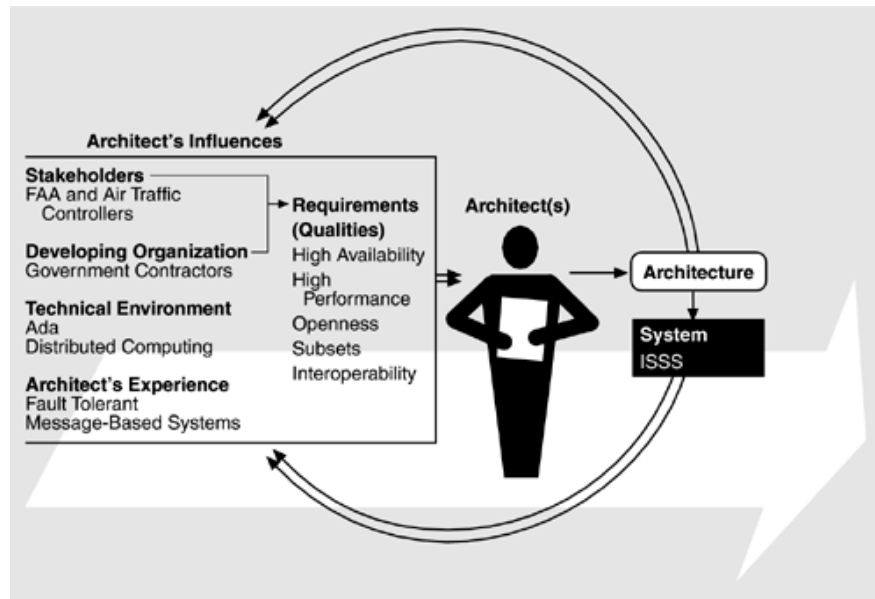 Architect's Influences
Stakeholders
FAA and Air Traffic
Controllers
Developing Organization
Government Contractors
Technical Environment
Ada
Distributed Computing
Architect's Experience
Fault Tolerant
Message-Based Systems
Requirements
(Qualities)
High Availability
High
Performance
Openness
Subsets
Interoperability
Architect(s)
Architecture
System
ISSS